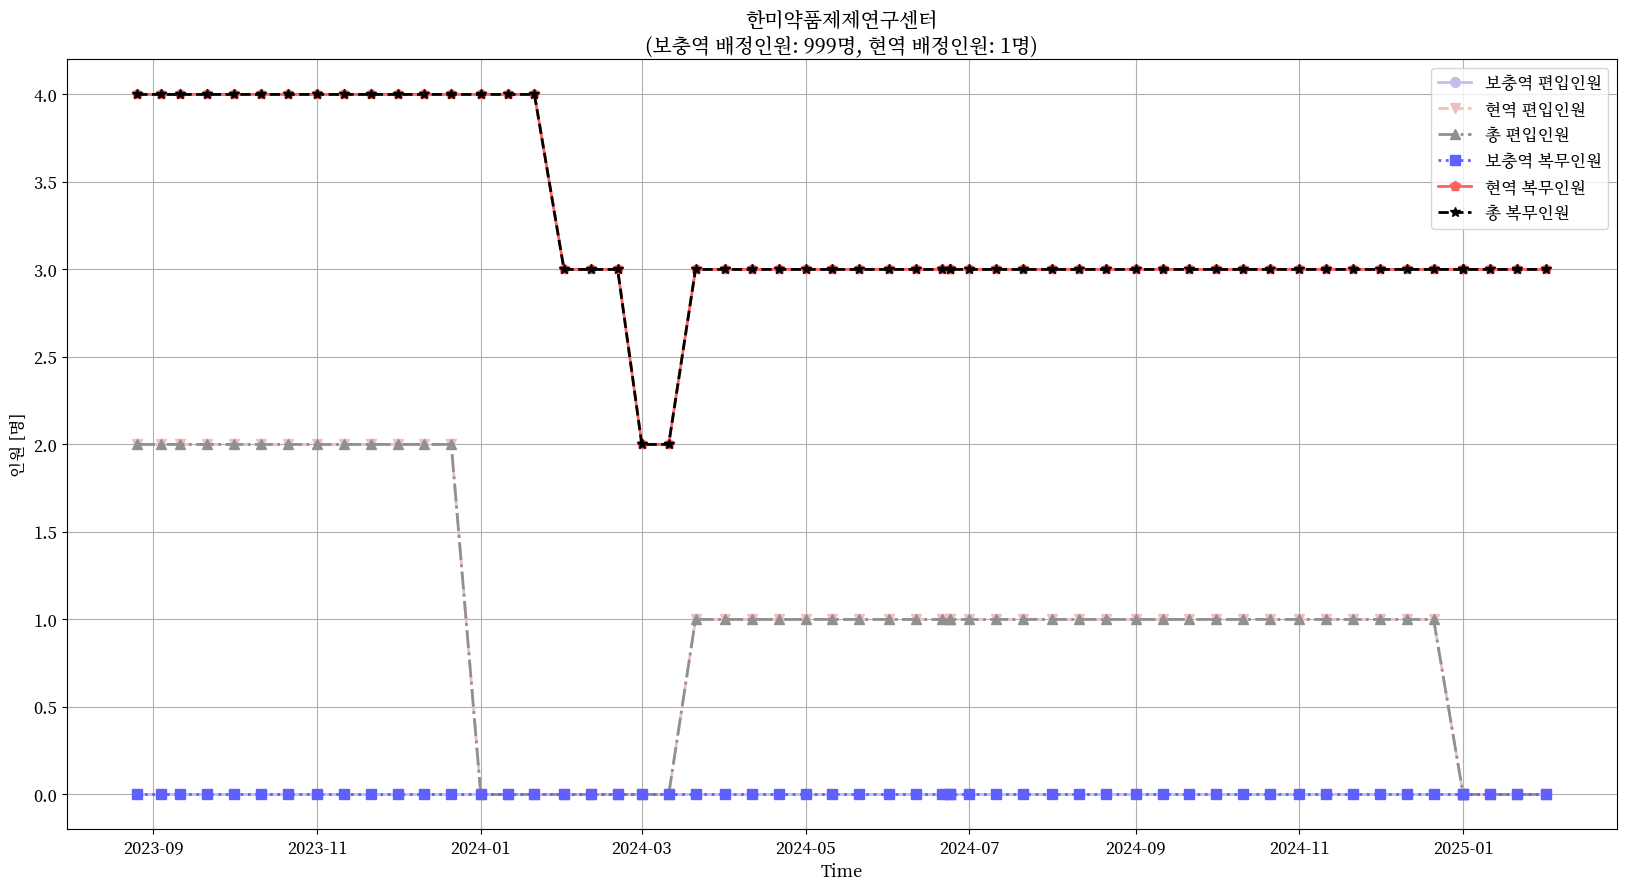 한미약품제제연구센터
(보충역 배정인원: 999명, 현역 배정인원: 1명)
보충역 편입인원
현역 편입인원
총 편입인원
보충역 복무인원
현역 복무인원
총 복무인원
인원 [명]
4.0
3.5
3.0
2.5
2.0
1.5
1.0
0.5
0.0
2023-09
2023-11
2024-01
2024-03
2024-05
2024-07
2024-09
2024-11
2025-01
Time